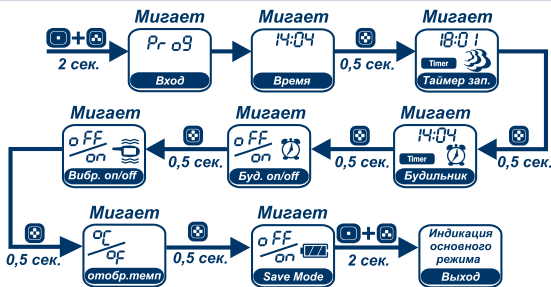 Мигает Мигает Мигает
2 сек. Prog Вход 14:04 Время 0,5 сек. 18:01 Timer Таймер зап.
Мигает Мигает Мигает
oFF on Вибр. on/off 0,5 сек. oFF on Буд. on/off 0,5 сек. 14:04 Timer Будильник 0,5 сек.
Мигает Мигает
0,5 сек. °C °F отобр.темп 0,5 сек. oFF on Save Mode 2 сек. Индикация
основного
режима
Выход